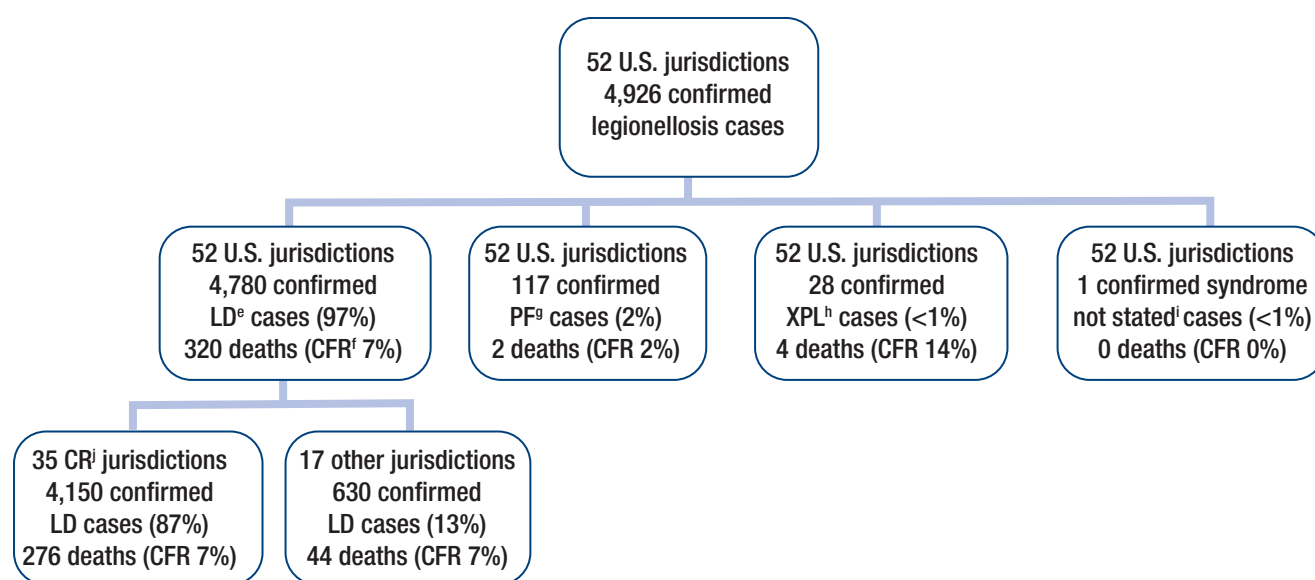 52 U.S. jurisdictions
4,926 confirmed
legionellosis cases
52 U.S. jurisdictions
4,780 confirmed
LDᵉ cases (97%)
320 deaths (CFRᶠ 7%)
52 U.S. jurisdictions
117 confirmed
PFᵍ cases (2%)
2 deaths (CFR 2%)
52 U.S. jurisdictions
28 confirmed
XPLʰ cases (<1%)
4 deaths (CFR 14%)
52 U.S. jurisdictions
1 confirmed syndrome
not statedⁱ cases (<1%)
0 deaths (CFR 0%)
35 CRʲ jurisdictions
4,150 confirmed
LD cases (87%)
276 deaths (CFR 7%)
17 other jurisdictions
630 confirmed
LD cases (13%)
44 deaths (CFR 7%)